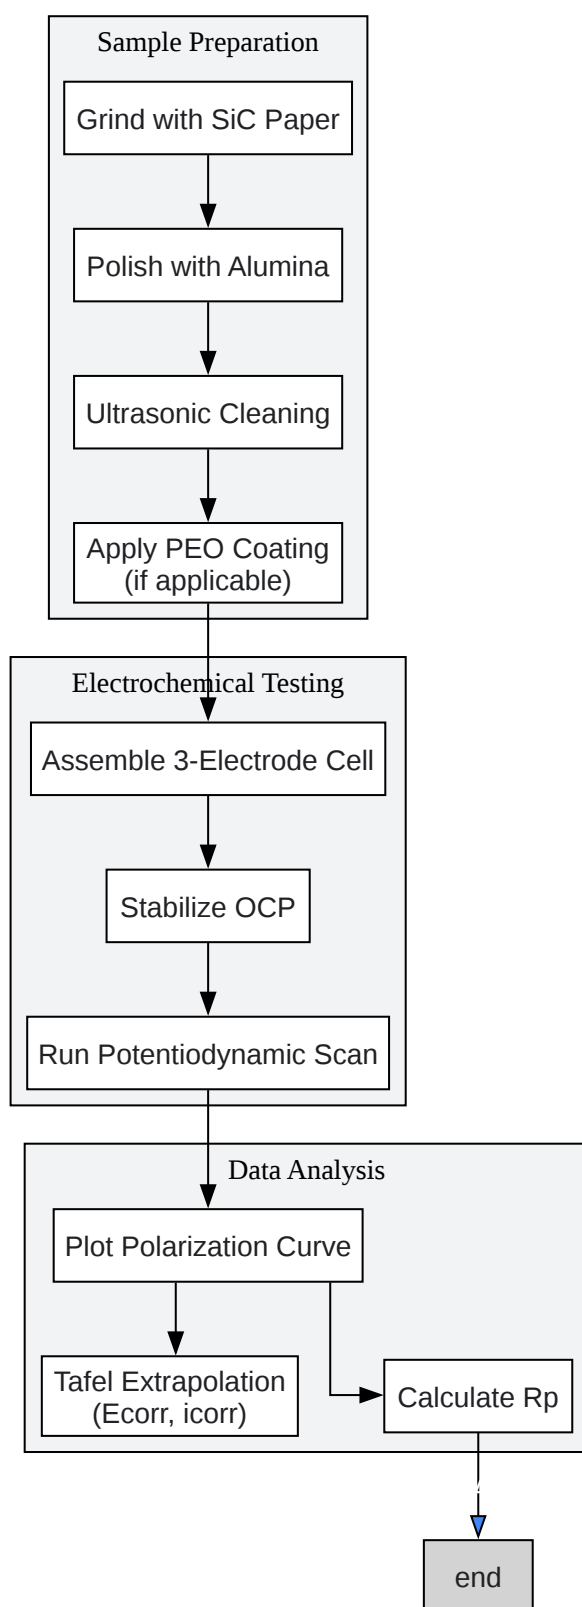 Sample Preparation
Grind with SiC Paper
Polish with Alumina
Ultrasonic Cleaning
Apply PEO Coating
(if applicable)
Electrochemical Testing
Assemble 3-Electrode Cell
Stabilize OCP
Run Potentiodynamic Scan
Data Analysis
Plot Polarization Curve
Tafel Extrapolation
(Ecorr, icorr)
Calculate Rp
end